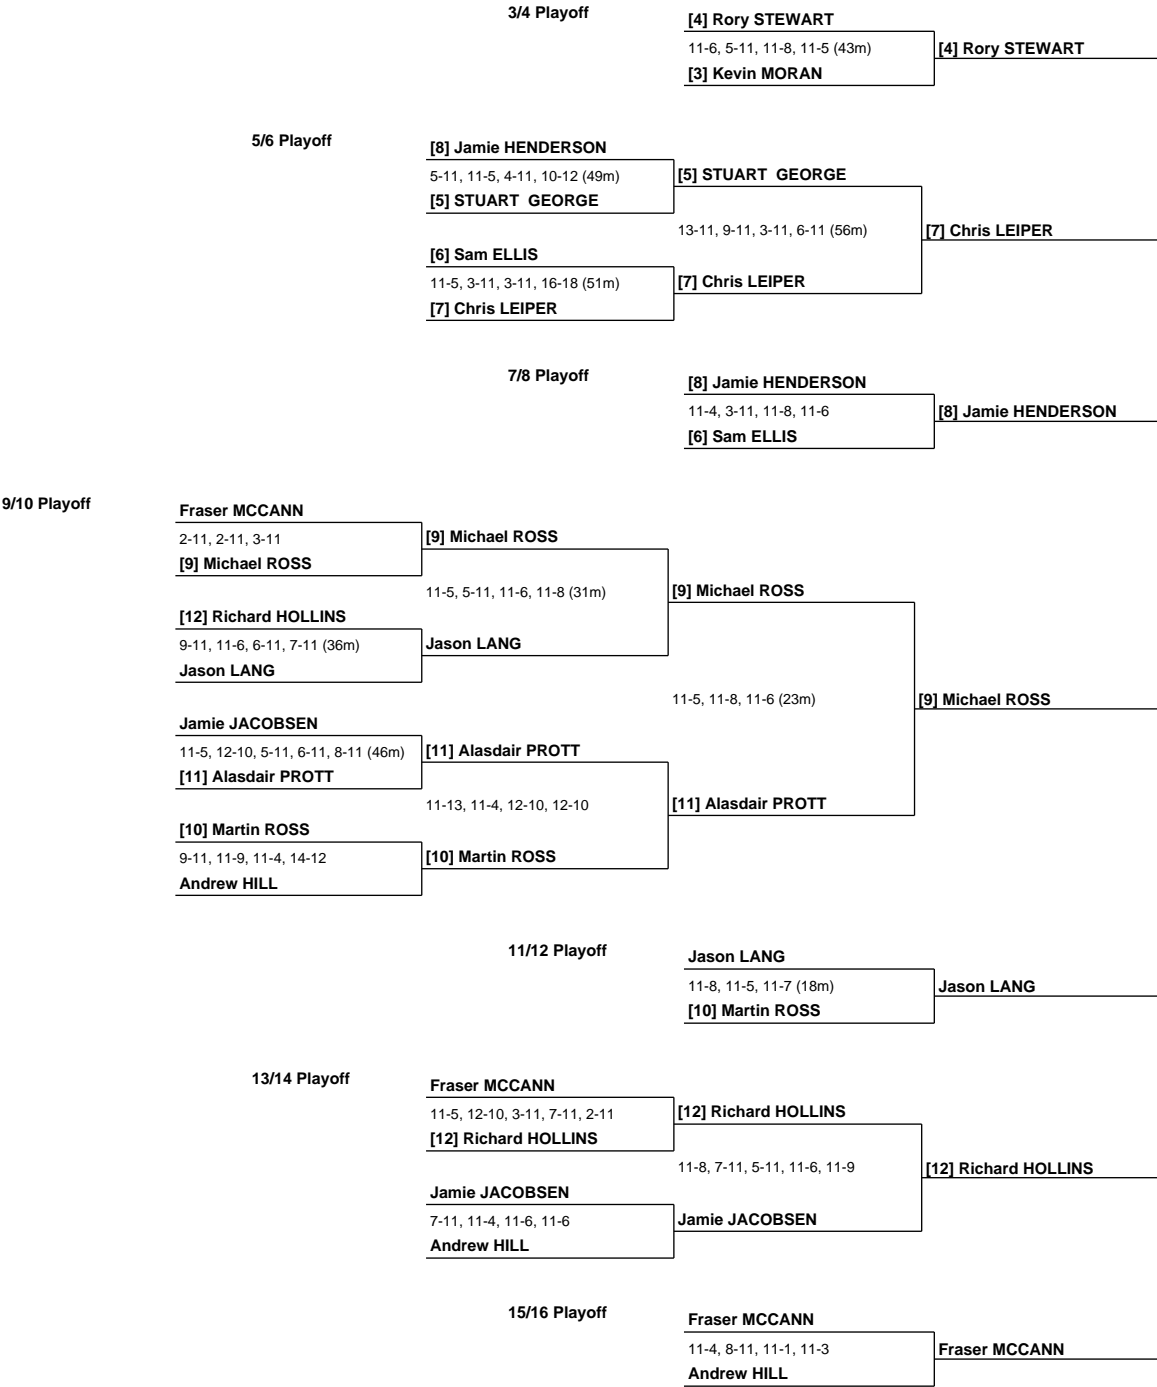 3/4 Playoff
[4] Rory STEWART
11-6, 5-11, 11-8, 11-5 (43m)
[4] Rory STEWART
[3] Kevin MORAN
5/6 Playoff
[8] Jamie HENDERSON
5-11, 11-5, 4-11, 10-12 (49m)
[5] STUART  GEORGE
[5] STUART  GEORGE
13-11, 9-11, 3-11, 6-11 (56m)
[7] Chris LEIPER
[6] Sam ELLIS
11-5, 3-11, 3-11, 16-18 (51m)
[7] Chris LEIPER
[7] Chris LEIPER
7/8 Playoff
[8] Jamie HENDERSON
11-4, 3-11, 11-8, 11-6
[8] Jamie HENDERSON
[6] Sam ELLIS
9/10 Playoff
Fraser MCCANN
2-11, 2-11, 3-11
[9] Michael ROSS
[9] Michael ROSS
11-5, 5-11, 11-6, 11-8 (31m)
[9] Michael ROSS
[12] Richard HOLLINS
9-11, 11-6, 6-11, 7-11 (36m)
Jason LANG
Jason LANG
11-5, 11-8, 11-6 (23m)
[9] Michael ROSS
Jamie JACOBSEN
11-5, 12-10, 5-11, 6-11, 8-11 (46m)
[11] Alasdair PROTT
[11] Alasdair PROTT
11-13, 11-4, 12-10, 12-10
[11] Alasdair PROTT
[10] Martin ROSS
9-11, 11-9, 11-4, 14-12
[10] Martin ROSS
Andrew HILL
11/12 Playoff
Jason LANG
11-8, 11-5, 11-7 (18m)
Jason LANG
[10] Martin ROSS
13/14 Playoff
Fraser MCCANN
11-5, 12-10, 3-11, 7-11, 2-11
[12] Richard HOLLINS
[12] Richard HOLLINS
11-8, 7-11, 5-11, 11-6, 11-9
[12] Richard HOLLINS
Jamie JACOBSEN
7-11, 11-4, 11-6, 11-6
Jamie JACOBSEN
Andrew HILL
15/16 Playoff
Fraser MCCANN
11-4, 8-11, 11-1, 11-3
Fraser MCCANN
Andrew HILL